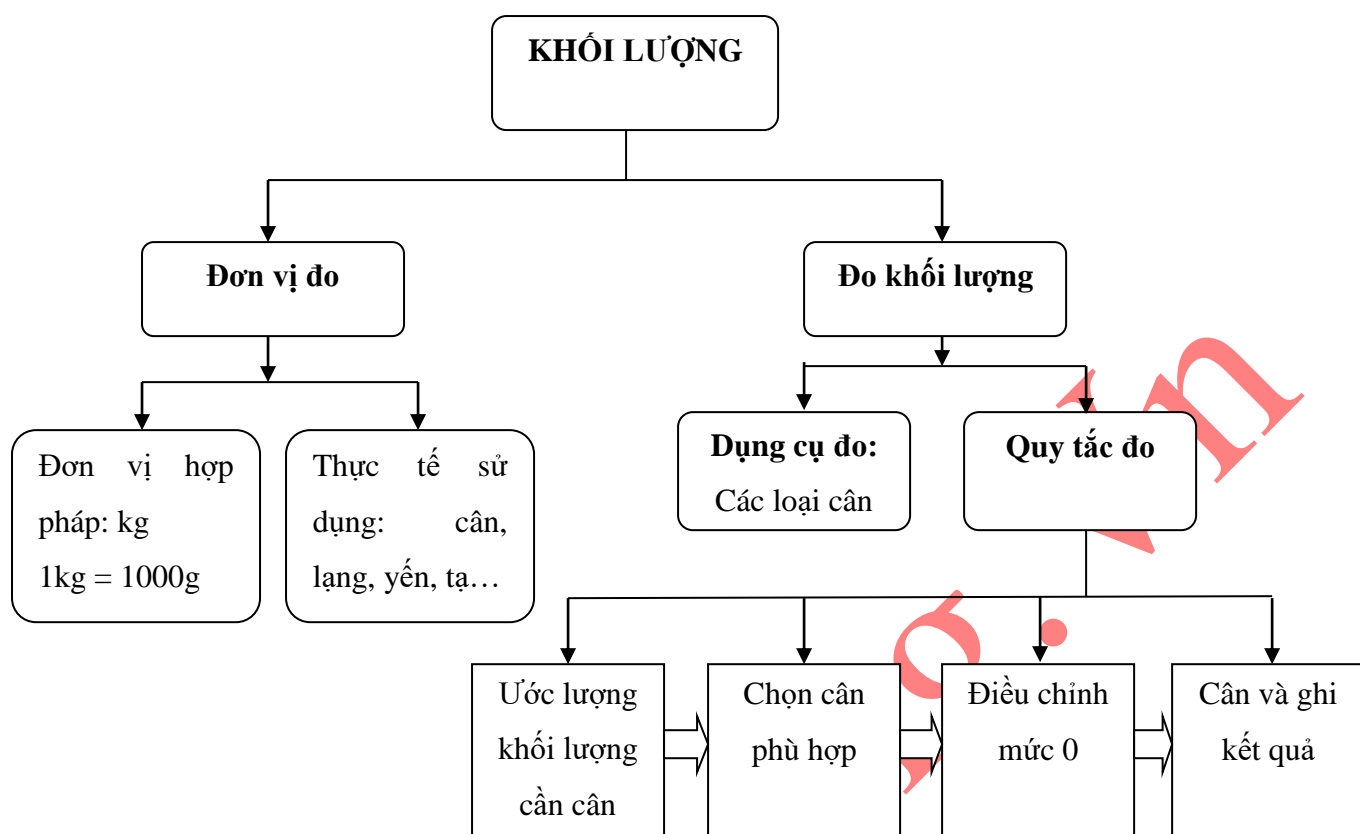 KHỐI LƯỢNG
Đơn vị đo
Đo khối lượng
Đơn vị hợp
pháp: kg
1kg = 1000g
Thực tế sử
dụng: cân,
lạng, yến, tạ…
Dụng cụ đo:
Các loại cân
Quy tắc đo
Ước lượng
khối lượng
cần cân
Chọn cân
phù hợp
Điều chỉnh
mức 0
Cân và ghi
kết quả